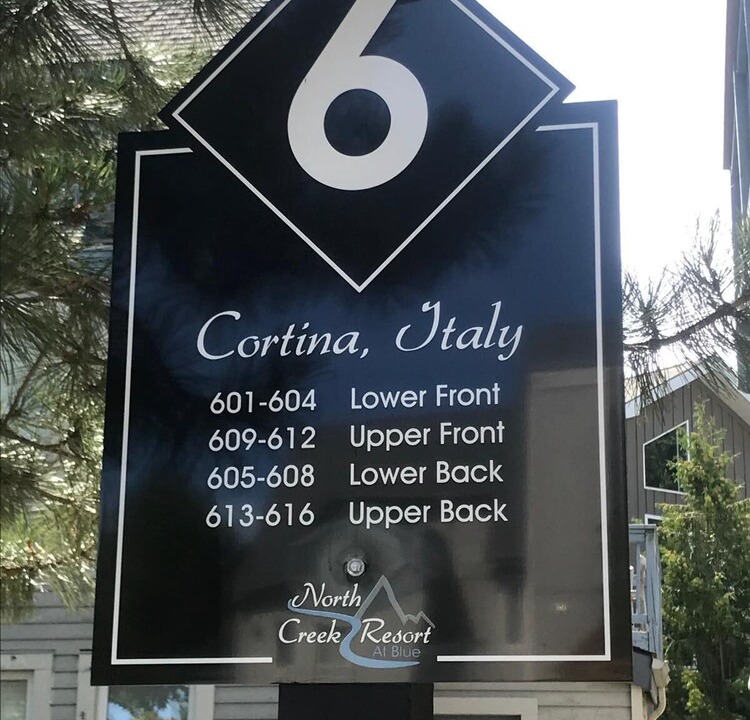 6
Cortina, Italy
601-604 Lower Front
609-612 Upper Front
605-608 Lower Back
613-616 Upper Back
North
Creek Resort
At Blue